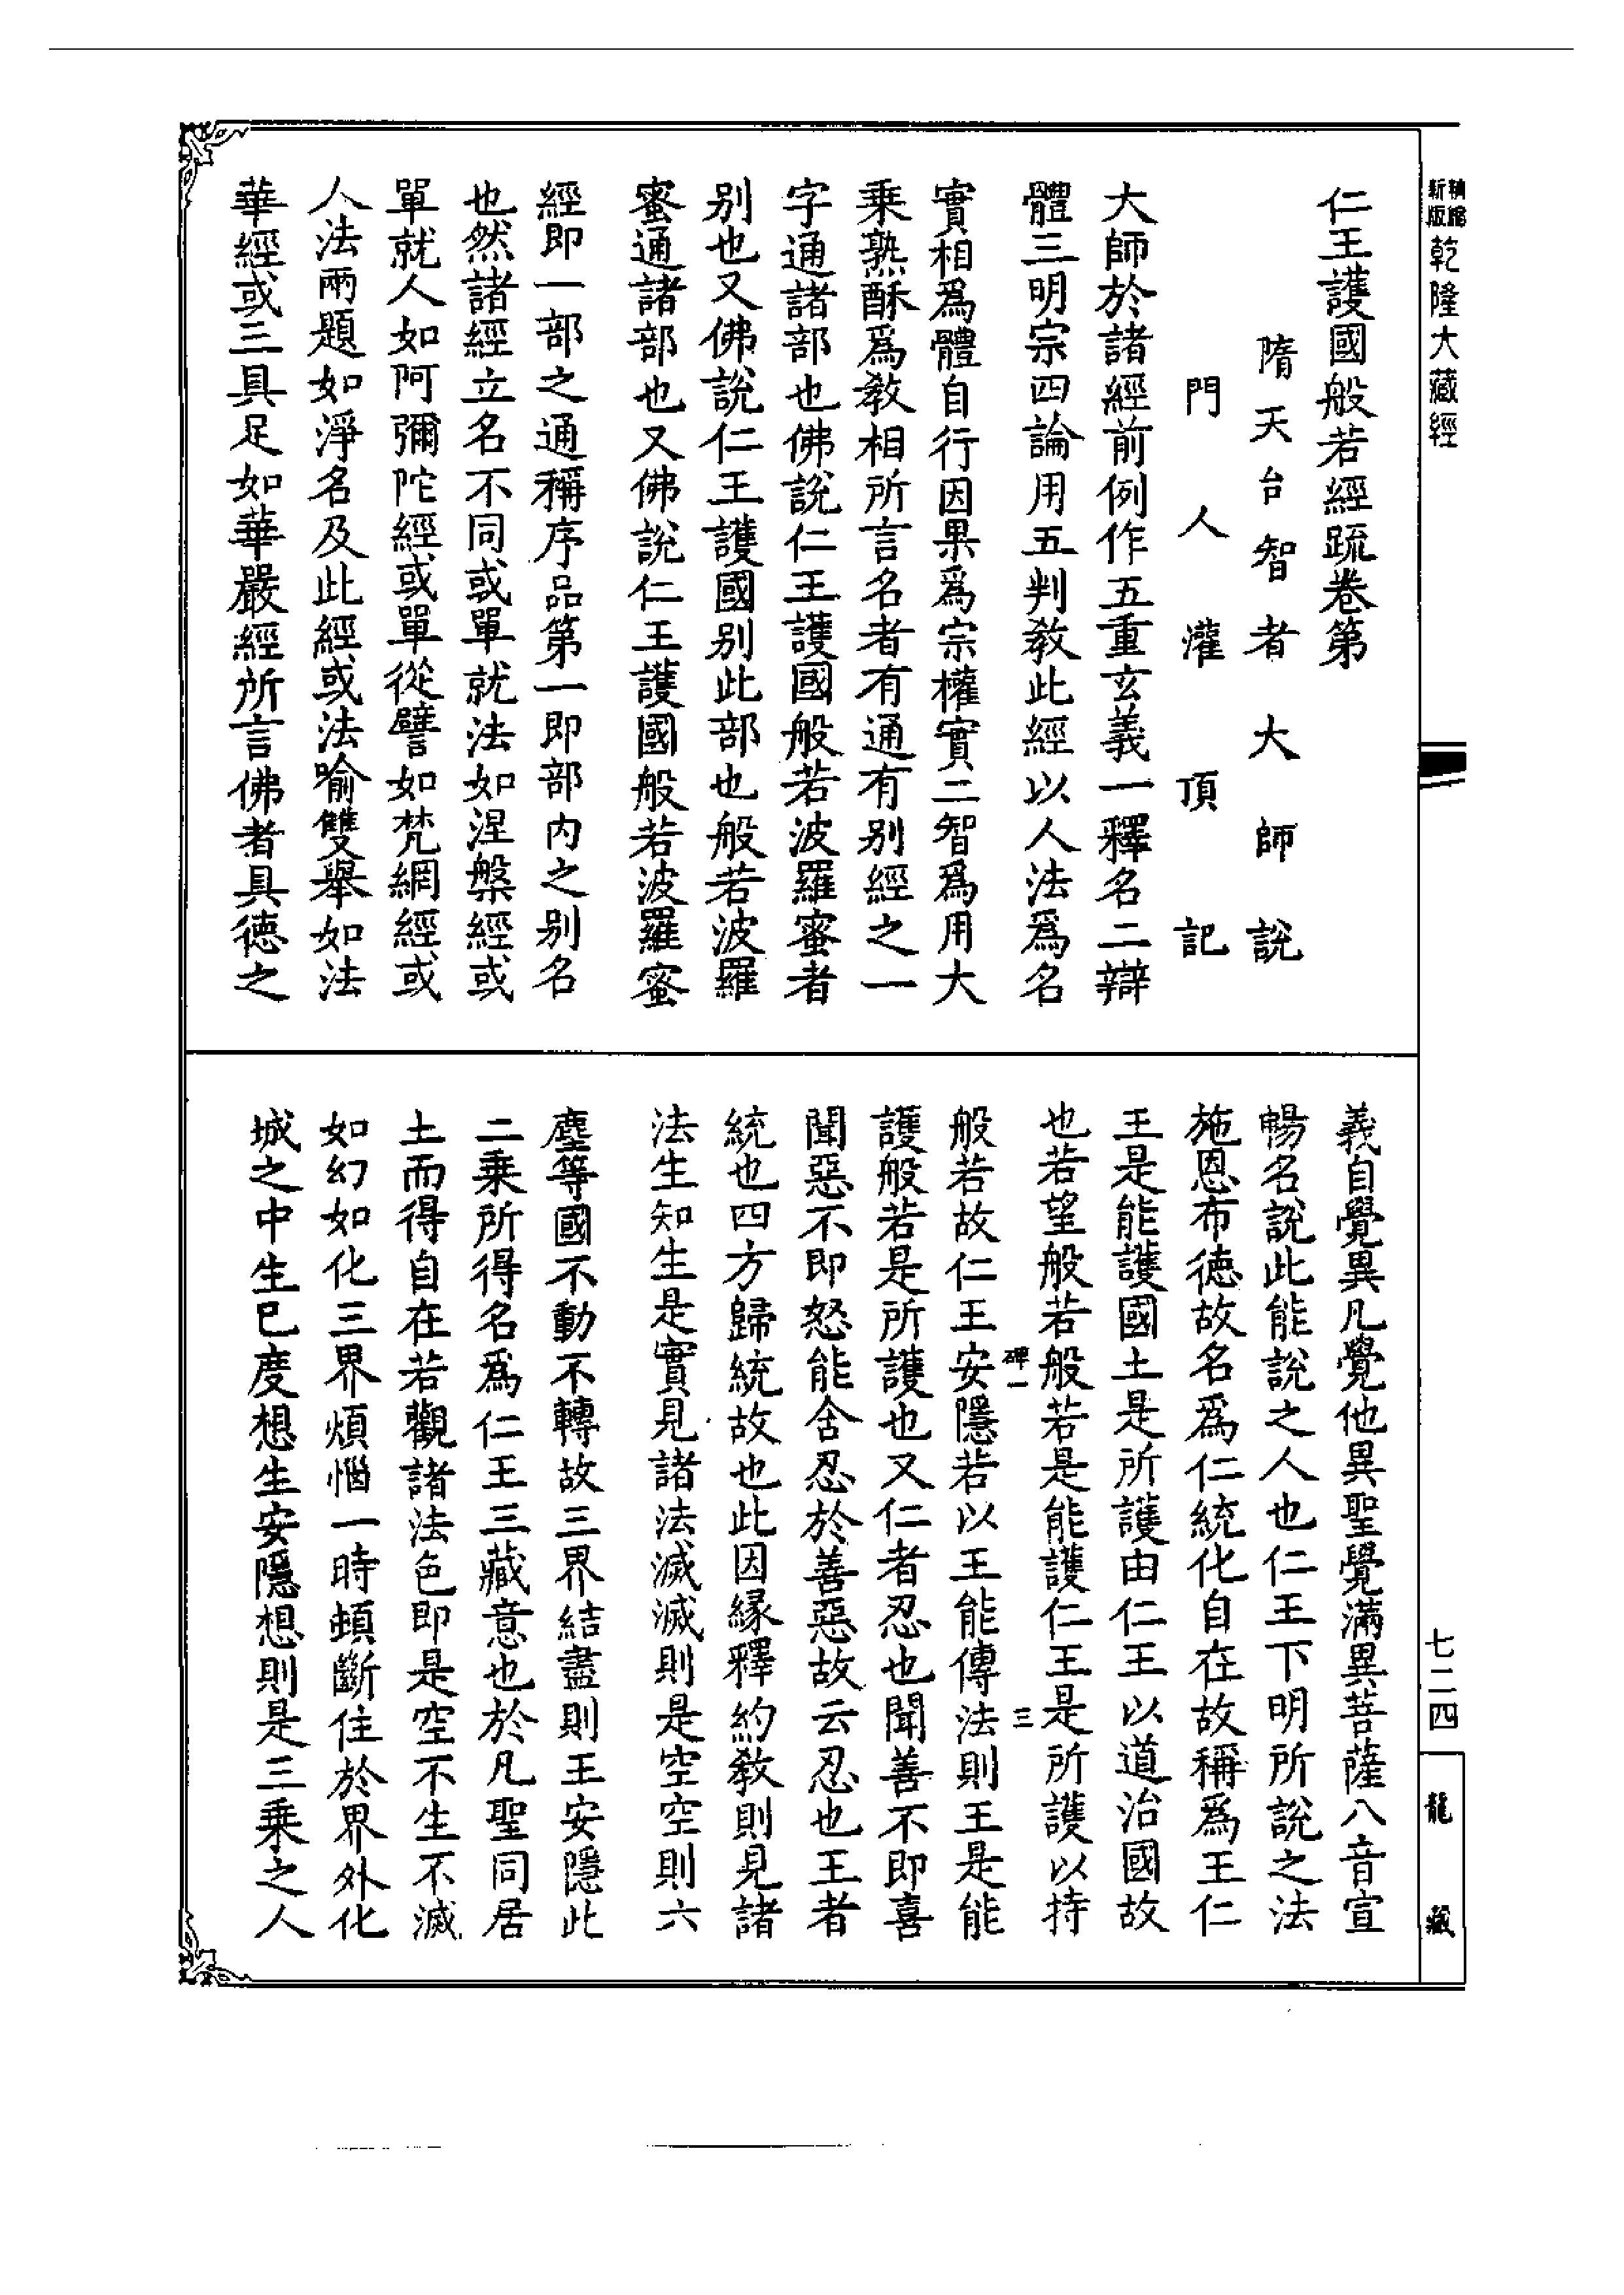 新版精縮乾隆大藏經
仁王護國般若經疏卷第
隋天台智者大師說
門人灌頂記
大師於諸經前例作五重玄義一釋名二辯
體三明宗四論用五判教此經以人法爲名
實相爲體自行因果爲宗權實二智爲用大
乘熟酥爲教相所言名者有通有別經之一
字通諸部也佛說仁王護國般若波羅蜜者
別也又佛說仁王護國別此部也般若波羅
蜜通諸部也又佛說仁王護國般若波羅蜜
經即一部之通稱序品第一即部內之別名
也然諸經立名不同或單就法如涅槃經或
單就人如阿彌陀經或單從譬如梵網經或
人法兩題如淨名及此經或法喻雙舉如法
華經或三具足如華嚴經所言佛者具德之
義自覺異凡覺他異聖覺滿異菩薩八音宣
暢名說此能說之人也仁王下明所說之法
施恩布德故名爲仁統化自在故稱爲王仁
王是能護國土是所護由仁王以道治國故
也若望般若般若是能護仁王是所護以持
碑一 三
般若故仁王安隱若以王能傳法則王是能
護般若是所護也又仁者忍也聞善不即喜
聞惡不即怒能含忍於善惡故云忍也王者
統也四方歸統故也此因緣釋約教則見諸
法生知生是實見諸法滅滅則是空空則六
塵等國不動不轉故三界結盡則王安隱此
二乘所得名爲仁王三藏意也於凡聖同居
土而得自在若觀諸法色即是空不生不滅
如幻如化三界煩惱一時頓斷住於界外化
城之中生已度想生安隱想則是三乘之人
七二四
龍藏